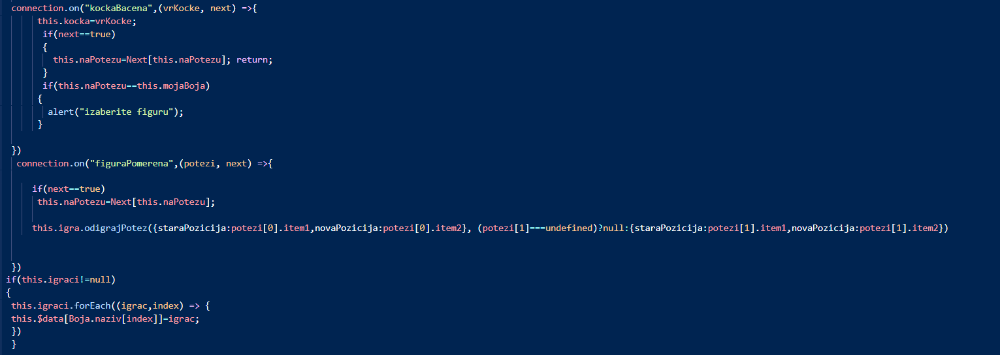 connection.on("kockaBacena",(vrKocke, next) =>{
this.kocka=vrKocke;
if(next==true)
{
this.naPotezu=Next[this.naPotezu]; return;
}
if(this.naPotezu==this.mojaBoja)
{
alert("izaberite figuru");
}
})
connection.on("figuraPomerena",(potezi, next) =>{
if(next==true)
this.naPotezu=Next[this.naPotezu];
this.igra.odigrajPotez({staraPozicija:potezi[0].item1,novaPozicija:potezi[0].item2}, (potezi[1]===undefined)?null:{staraPozicija:potezi[1].item1,novaPozicija:potezi[1].item2})
})
if(this.igraci!=null)
{
this.igraci.forEach((igrac,index) => {
this.$data[Boja.naziv[index]]=igrac;
})
}